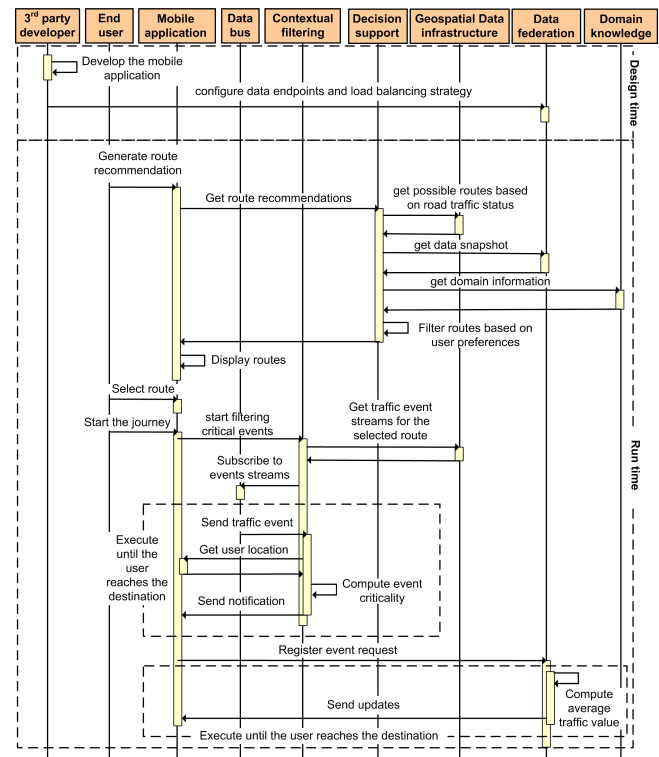 3rd party
developer
End
user
Mobile
application
Data
bus
Contextual
filtering
Decision
support
Geospatial Data
infrastructure
Data
federation
Domain
knowledge
Develop the mobile
application
configure data endpoints and load balancing strategy
Design time
Generate route
recommendation
Get route recommendations
get possible routes based
on road traffic status
get data snapshot
get domain information
Filter routes based on
user preferences
Display routes
Select route
Start the journey
start filtering
critical events
Get traffic event
streams for the
selected route
Run time
Subscribe to
events streams
Send traffic event
Execute
until the
user
reaches the
destination
Get user location
Compute event
criticality
Send notification
Register event request
Compute
average
traffic value
Send updates
Execute until the user reaches the destination